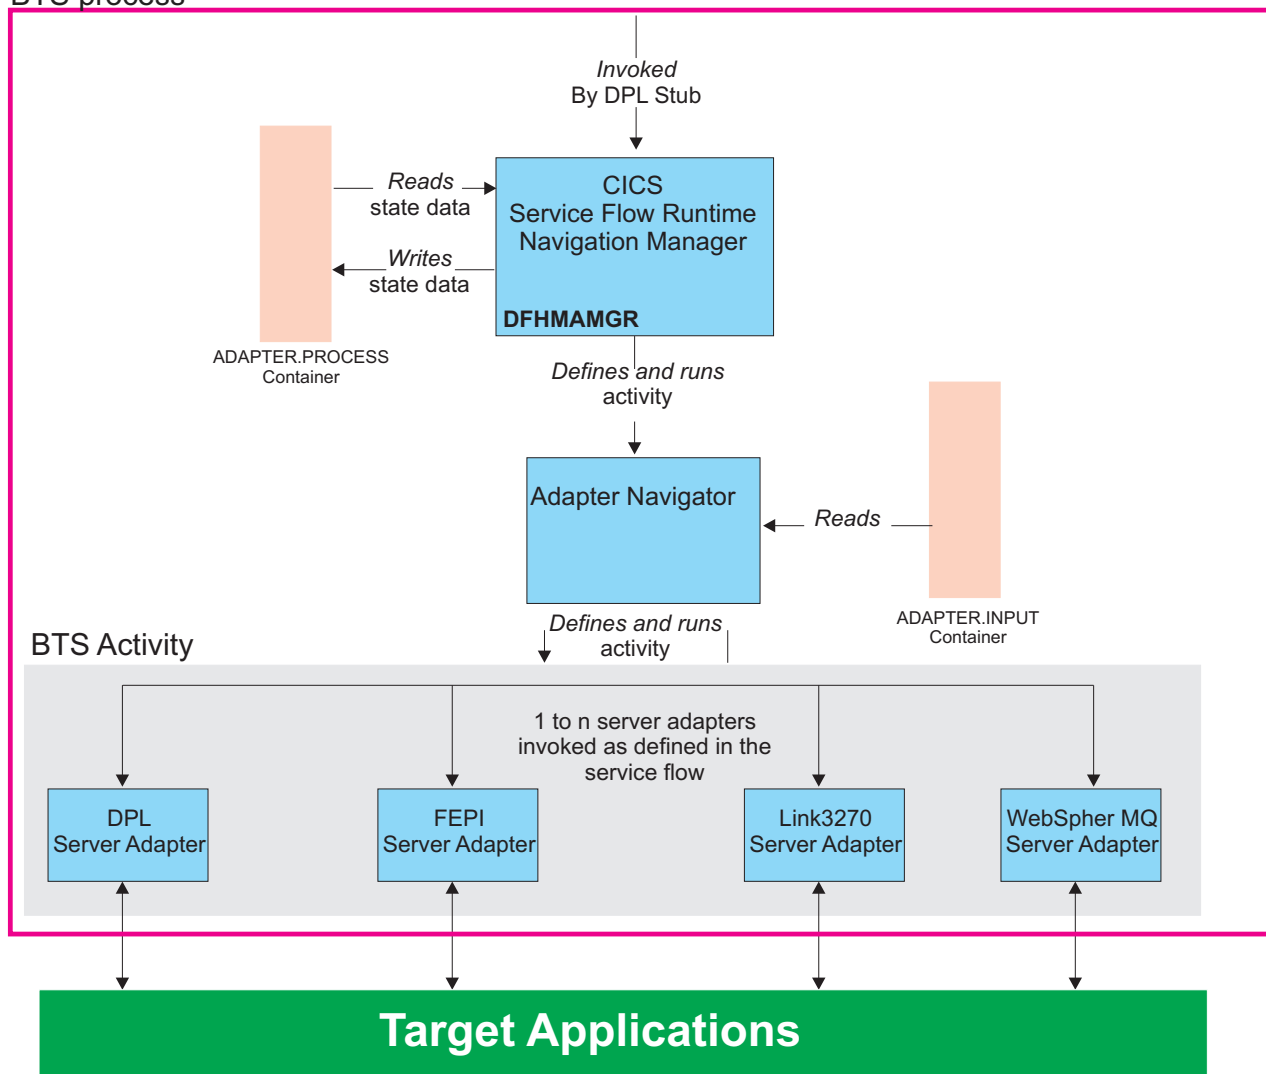 BTS process
Invoked
By DPL Stub
Reads
state data
CICS
Service Flow Runtime
Navigation Manager
Writes
state data
DFHMAMGR
ADAPTER.PROCESS
Container
Defines and runs
activity
Adapter Navigator
Reads
ADAPTER.INPUT
Container
Defines and runs
activity
BTS Activity
1 to n server adapters
invoked as defined in the
service flow
DPL
Server Adapter
FEPI
Server Adapter
Link3270
Server Adapter
WebSpher MQ
Server Adapter
Target Applications